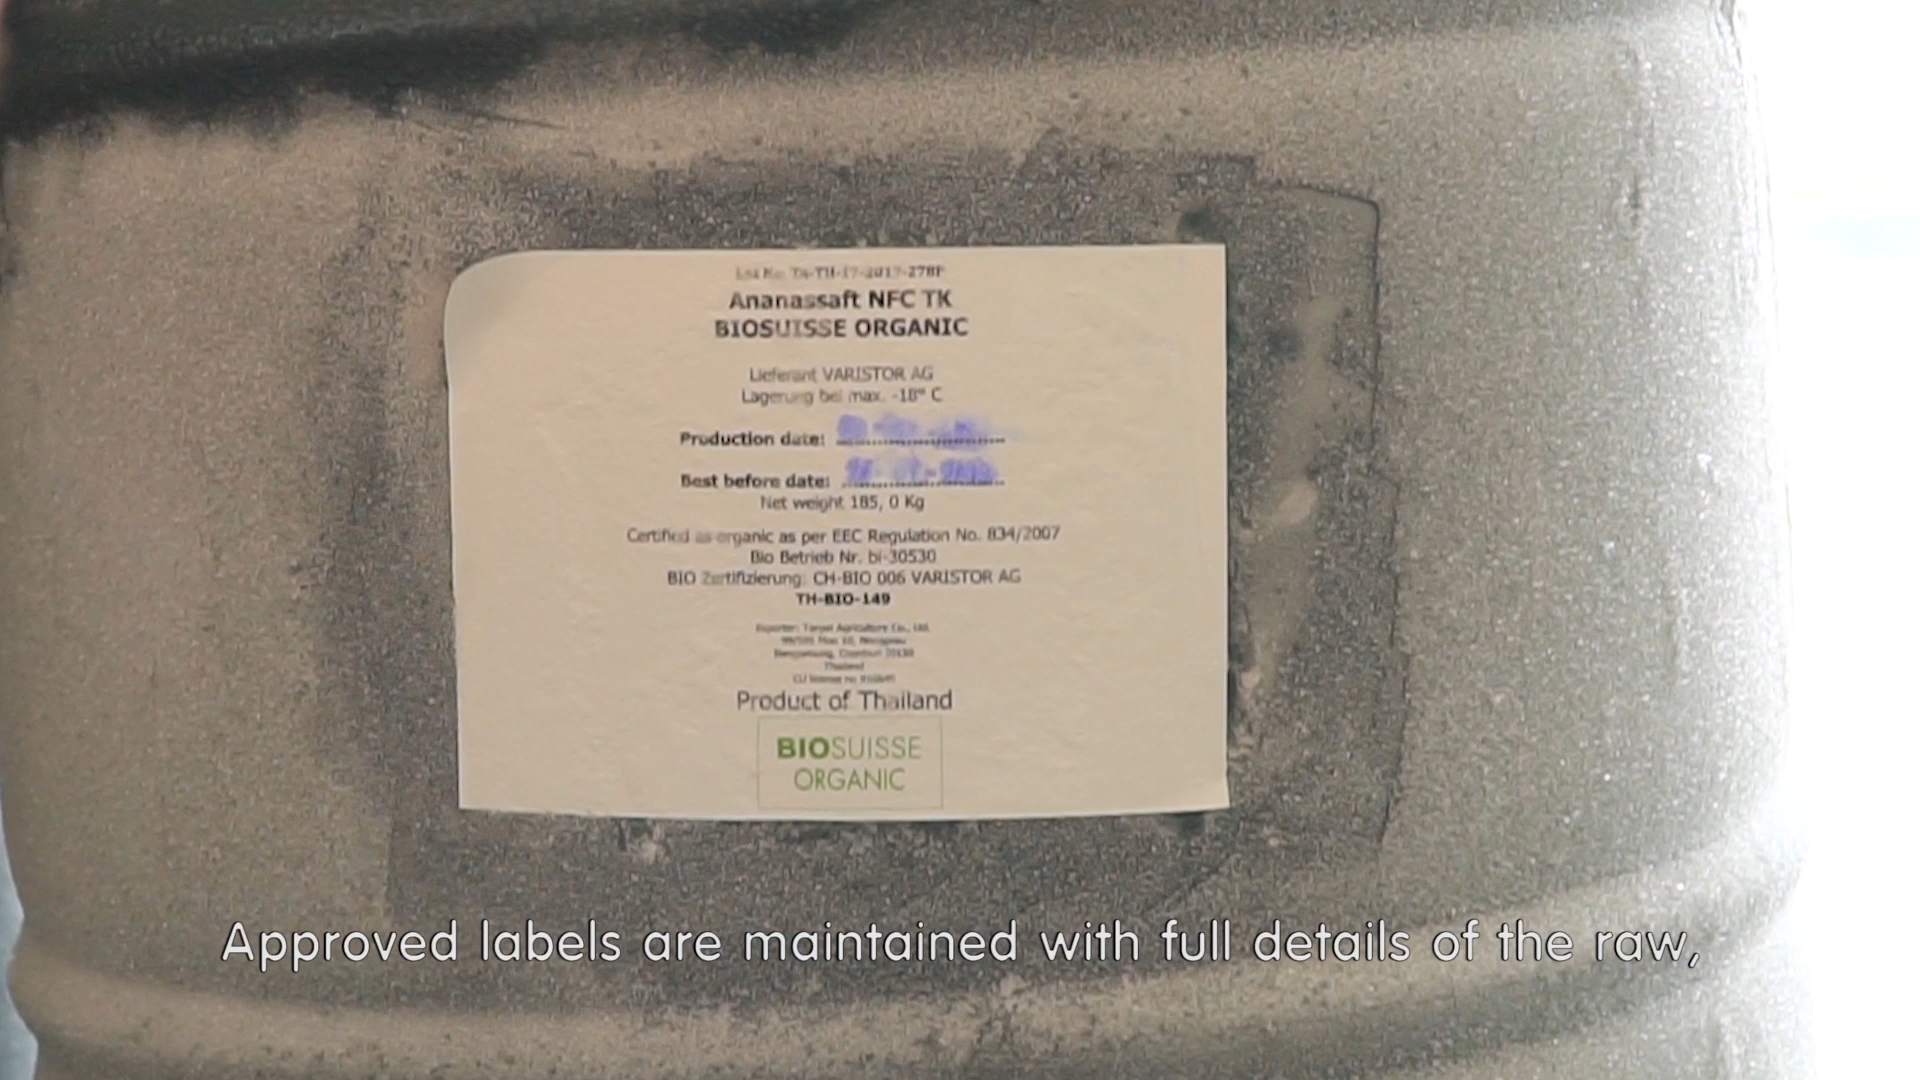 Ananassaft NFC TK
BIOSUISSE ORGANIC
Lieferant VARISTOR AG
Lagerung bei max. -18° C
Production date:
Best before date:
Net weight 185, 0 Kg
Certified as organic as per EEC Regulation No. 834/2007
Bio Betrieb Nr. bi-30530
BIO Zertifizierung: CH-BIO 006 VARISTOR AG
TH-BIO-149
Thailand
Product of Thailand
BIOSUISSE
ORGANIC
Approved labels are maintained with full details of the raw,